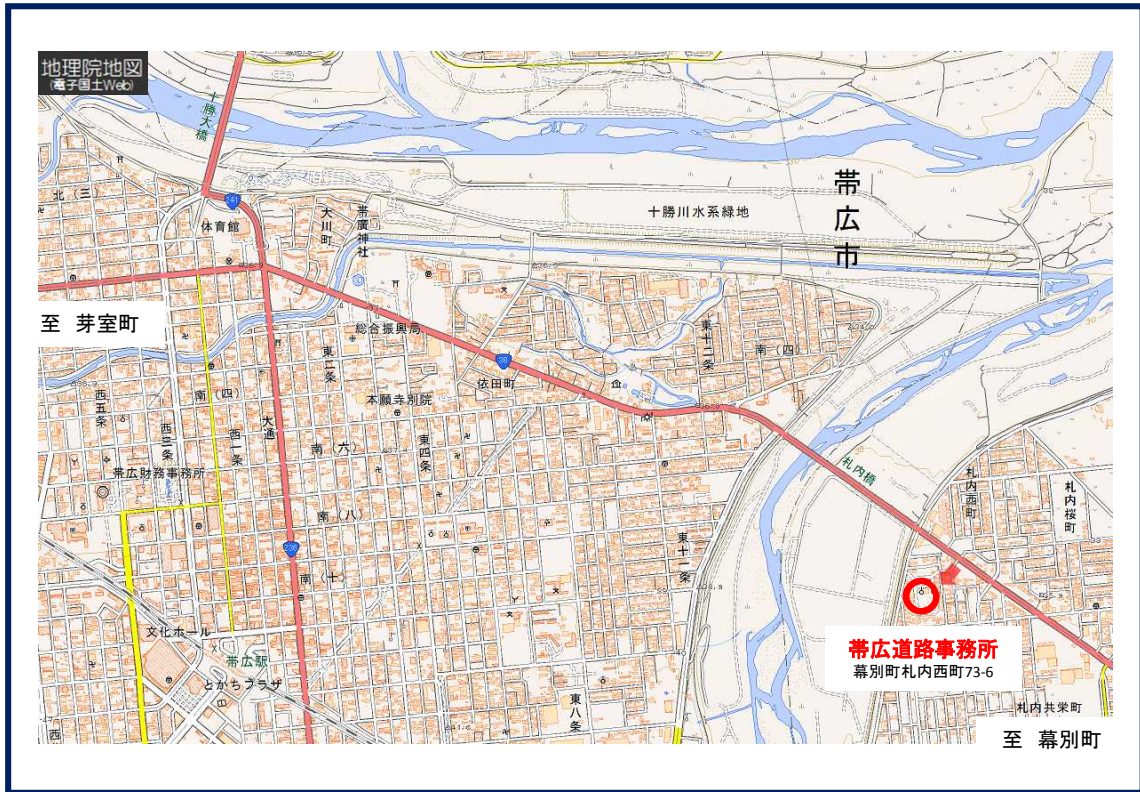 地理院地図
(電子国土Web)
十勝大橋
北(三)
241
体育館
大川町
帯廣神社
十勝川水系緑地
帯広市
至 芽室町
総合振興局
38
依田町
東十二条
南(四)
東二条
本願寺別院
南(四)
大通
西五条
西三条
西一条
南(六)
東四条
帯広財務事務所
南(八)
236
南(十)
東十一条
札内橋
札内西町
札内桜町
文化ホール
帯広駅
とかちプラザ
東八条
帯広道路事務所
幕別町札内西町73-6
札内共栄町
至 幕別町